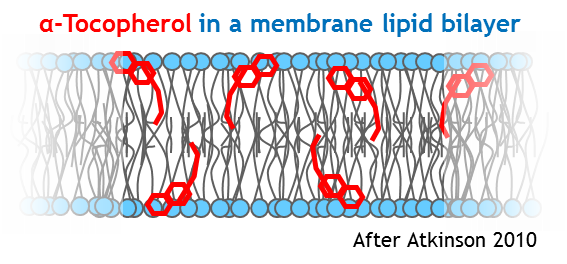 α-Tocopherol in a membrane lipid bilayer
After Atkinson 2010